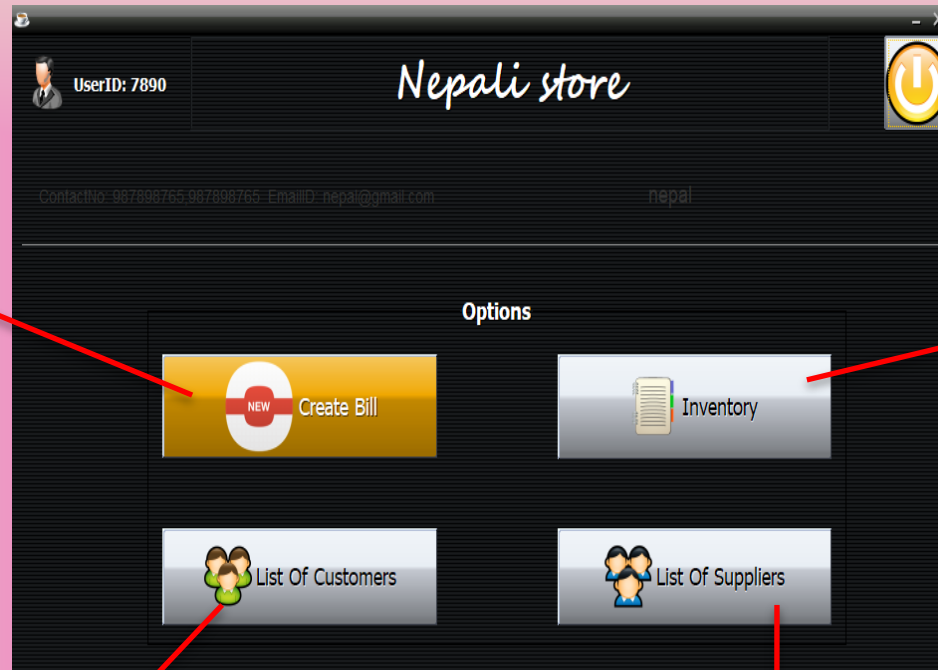 UserID: 7890
Nepali store
ContactNo: 987898765,987898765 EmailID: nepal@gmail.com
nepal
Options
NEW Create Bill
Inventory
List Of Customers
List Of Suppliers